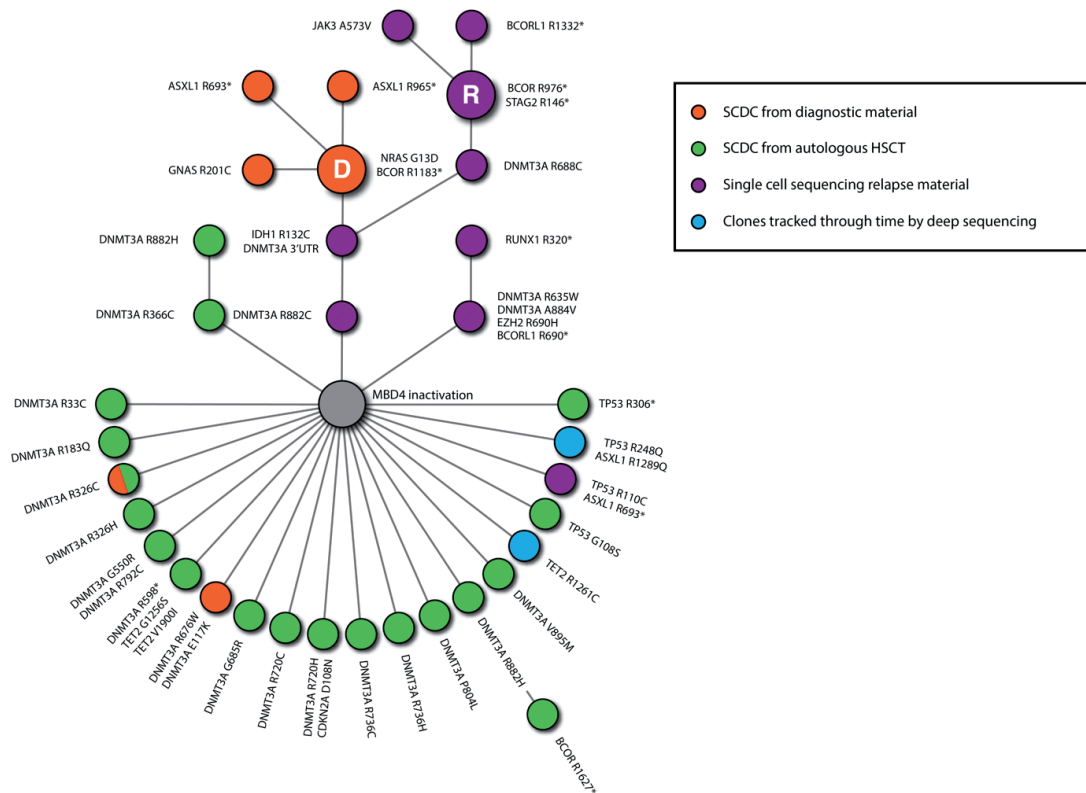 JAK3 A573V
BCORL1 R1332*
ASXL1 R693*
ASXL1 R965*
R
BCOR R976*
STAG2 R146*
SCDC from diagnostic material
SCDC from autologous HSCT
Single cell sequencing relapse material
Clones tracked through time by deep sequencing
GNAS R201C
D
NRAS G13D
BCOR R1183*
DNMT3A R688C
DNMT3A R882H
IDH1 R132C
DNMT3A 3'UTR
RUNX1 R320*
DNMT3A R366C
DNMT3A R882C
DNMT3A R635W
DNMT3A A884V
EZH2 R690H
BCORL1 R690*
MBD4 inactivation
DNMT3A R33C
DNMT3A R183Q
DNMT3A R326C
DNMT3A R326H
DNMT3A G550R
DNMT3A R792C
DNMT3A R598*
TET2 G1256S
TET2 V1900I
DNMT3A R676W
DNMT3A E117K
DNMT3A G685R
DNMT3A R720C
DNMT3A R720H
CDKN2A D108N
DNMT3A R736C
DNMT3A R736H
DNMT3A P804L
DNMT3A R882H
BCOR R1627*
DNMT3A V895M
TET2 R1261C
TP53 G108S
TP53 R110C
ASXL1 R693*
TP53 R248Q
ASXL1 R1289Q
TP53 R306*